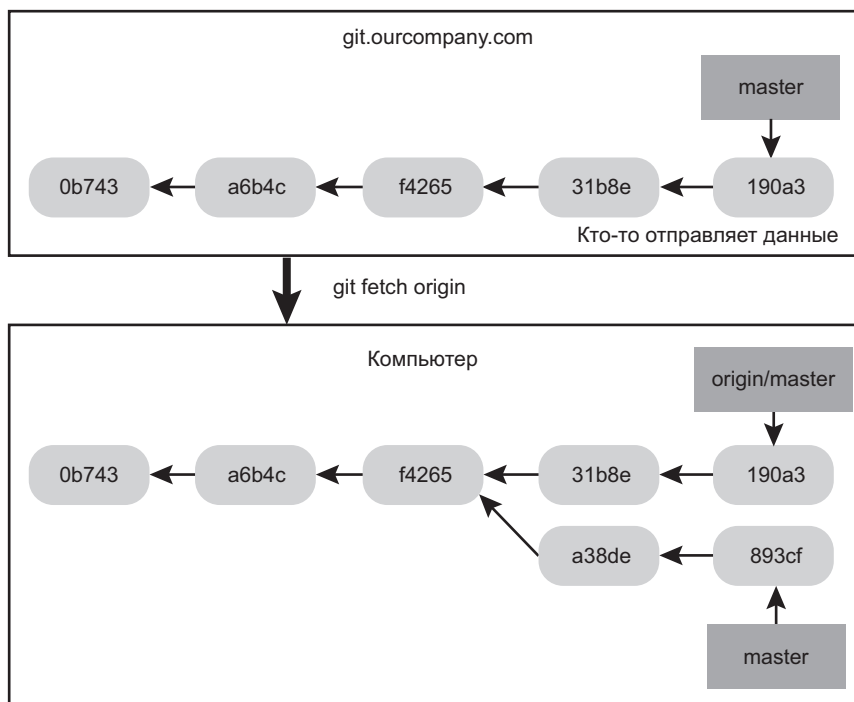 git.ourcompany.com
master
0b743
a6b4c
f4265
31b8e
190a3
Кто-то отправляет данные
git fetch origin
Компьютер
origin/master
0b743
a6b4c
f4265
31b8e
190a3
a38de
893cf
master